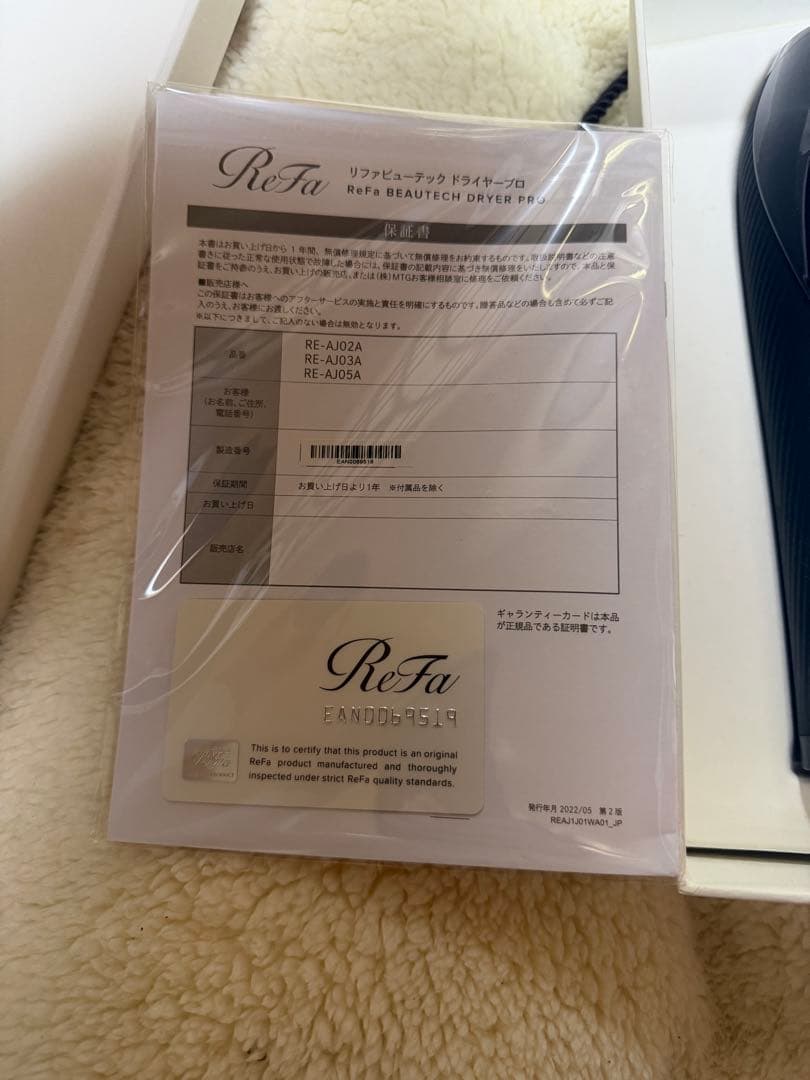 ReFa
リファビューテック ドライヤープロ
ReFa BEAUTECH DRYER PRO
保証書
本書はお買い上げ日から1年間、無償修理規定に基づいて無償修理をお約束するものです。取扱説明書などの注意
書きに従った正常な使用状態で故障した場合には、保証書の記載内容に基づき無償修理をいたしますので、本品と保
証書をご持参のうえ、お買い上げの販売店、または(株)MTGお客様相談室に修理をご依頼ください。
■販売店様へ
この保証書はお客様へのアフターサービスの実施と責任を明確にするものです。贈答品などの場合も含めて必ずご記
入のうえ、お客様にお渡しください。
※以下につきまして、ご記入のない場合は無効となります。
品番
RE-AJ02A
RE-AJ03A
RE-AJ05A
お客様
(お名前、ご住所、
電話番号)
製造番号
EAN0069519
保証期間
お買い上げ日より1年 ※付属品を除く
お買い上げ日
販売店名
ギャランティーカードは本品
が正規品である証明書です。
ReFa
EAN0069519
This is to certify that this product is an original
ReFa product manufactured and thoroughly
inspected under strict ReFa quality standards.
PRODUCT
発行年月 2022/05 第2版
REAJ1J01WA01_JP